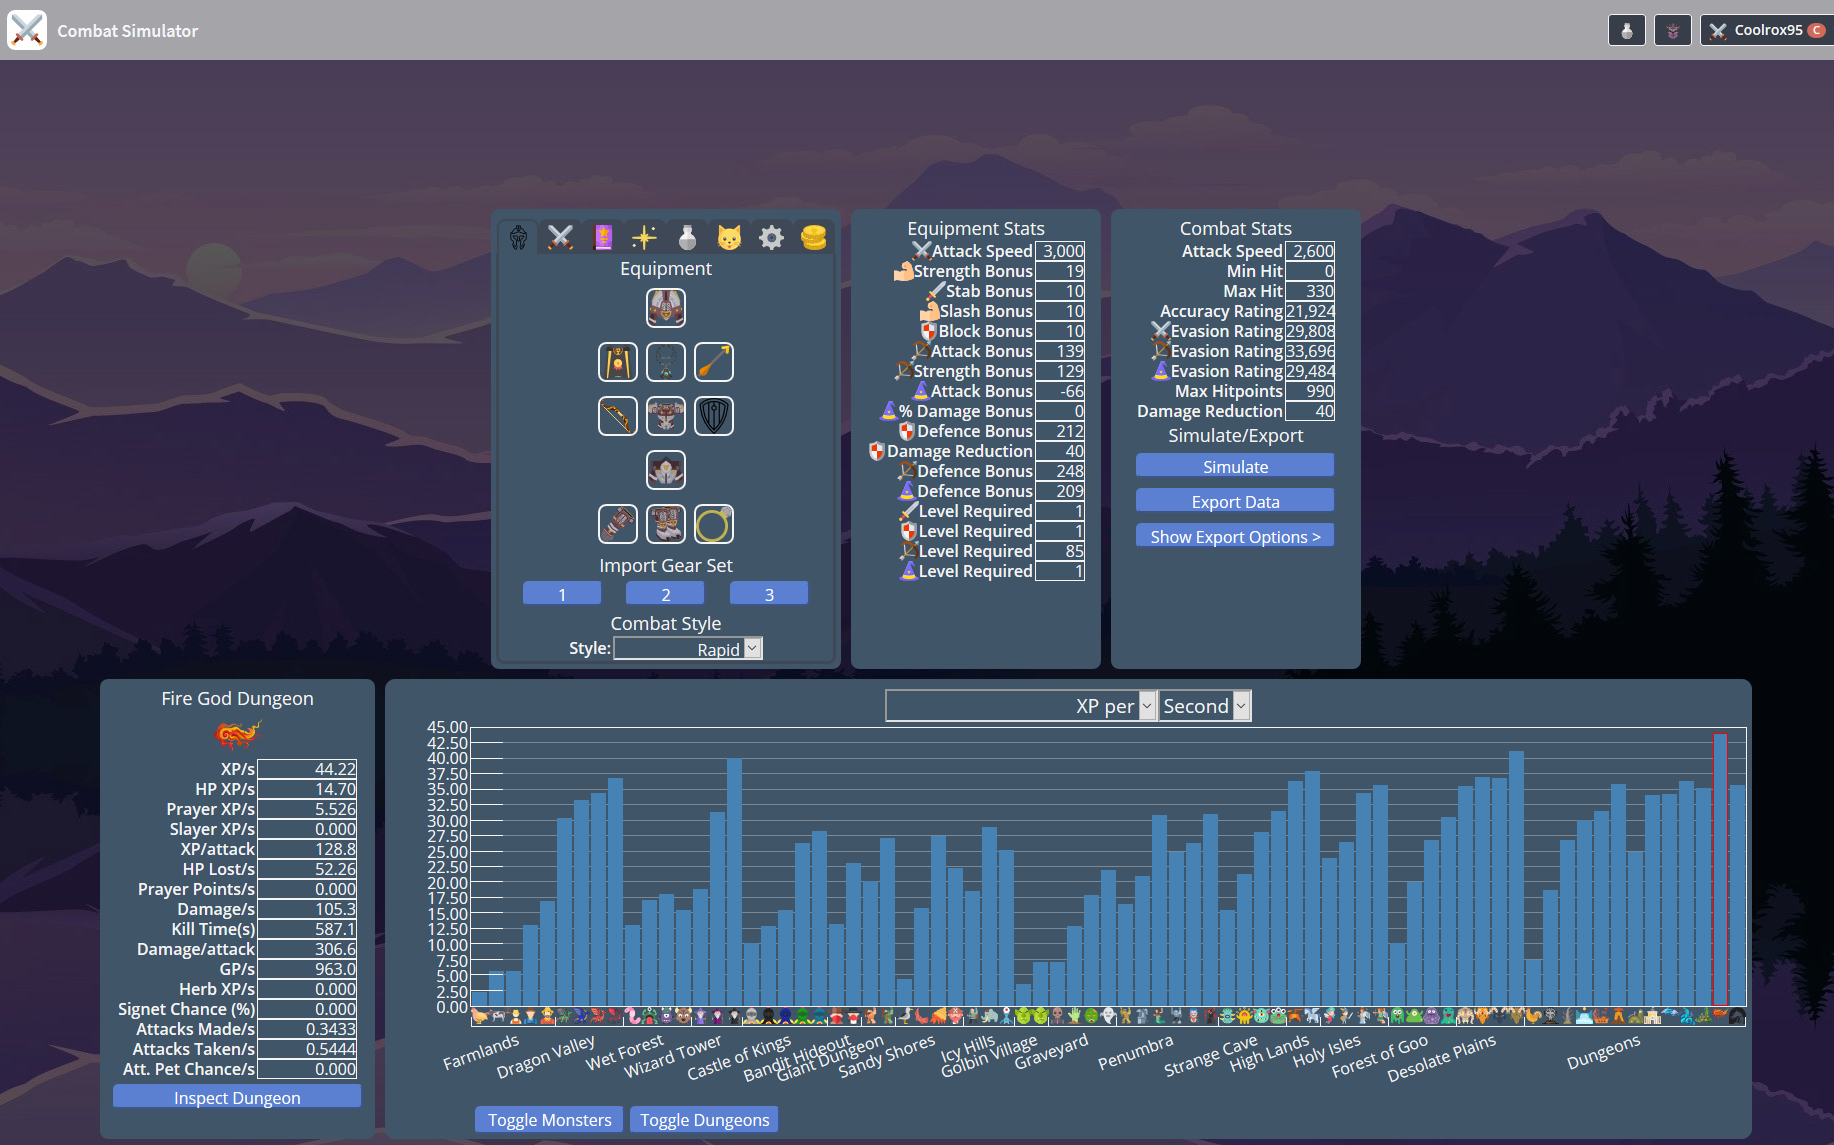 Combat Simulator
Coolrox95 C
Equipment
Import Gear Set
1 2 3
Combat Style
Style: Rapid
Equipment Stats
Attack Speed 3,000
Strength Bonus 19
Stab Bonus 10
Slash Bonus 10
Block Bonus 10
Attack Bonus 139
Strength Bonus 129
Attack Bonus -66
% Damage Bonus 0
Defence Bonus 212
Damage Reduction 40
Defence Bonus 248
Defence Bonus 209
Level Required 1
Level Required 1
Level Required 85
Level Required 1
Combat Stats
Attack Speed 2,600
Min Hit 0
Max Hit 330
Accuracy Rating 21,924
Evasion Rating 29,808
Evasion Rating 33,696
Evasion Rating 29,484
Max Hitpoints 990
Damage Reduction 40
Simulate/Export
Simulate
Export Data
Show Export Options >
Fire God Dungeon
XP/s 44.22
HP XP/s 14.70
Prayer XP/s 5.526
Slayer XP/s 0.000
XP/attack 128.8
HP Lost/s 52.26
Prayer Points/s 0.000
Damage/s 105.3
Kill Time(s) 587.1
Damage/attack 306.6
GP/s 963.0
Herb XP/s 0.000
Signet Chance (%) 0.000
Attacks Made/s 0.3433
Attacks Taken/s 0.5444
Att. Pet Chance/s 0.000
Inspect Dungeon
XP per Second
45.00
42.50
40.00
37.50
35.00
32.50
30.00
27.50
25.00
22.50
20.00
17.50
15.00
12.50
10.00
7.50
5.00
2.50
0.00
Farmlands
Dragon Valley
Wet Forest
Wizard Tower
Castle of Kings
Bandit Hideout
Giant Dungeon
Sandy Shores
Icy Hills
Golbin Village
Graveyard
Penumbra
Strange Cave
High Lands
Holy Isles
Forest of Goo
Desolate Plains
Dungeons
Toggle Monsters Toggle Dungeons